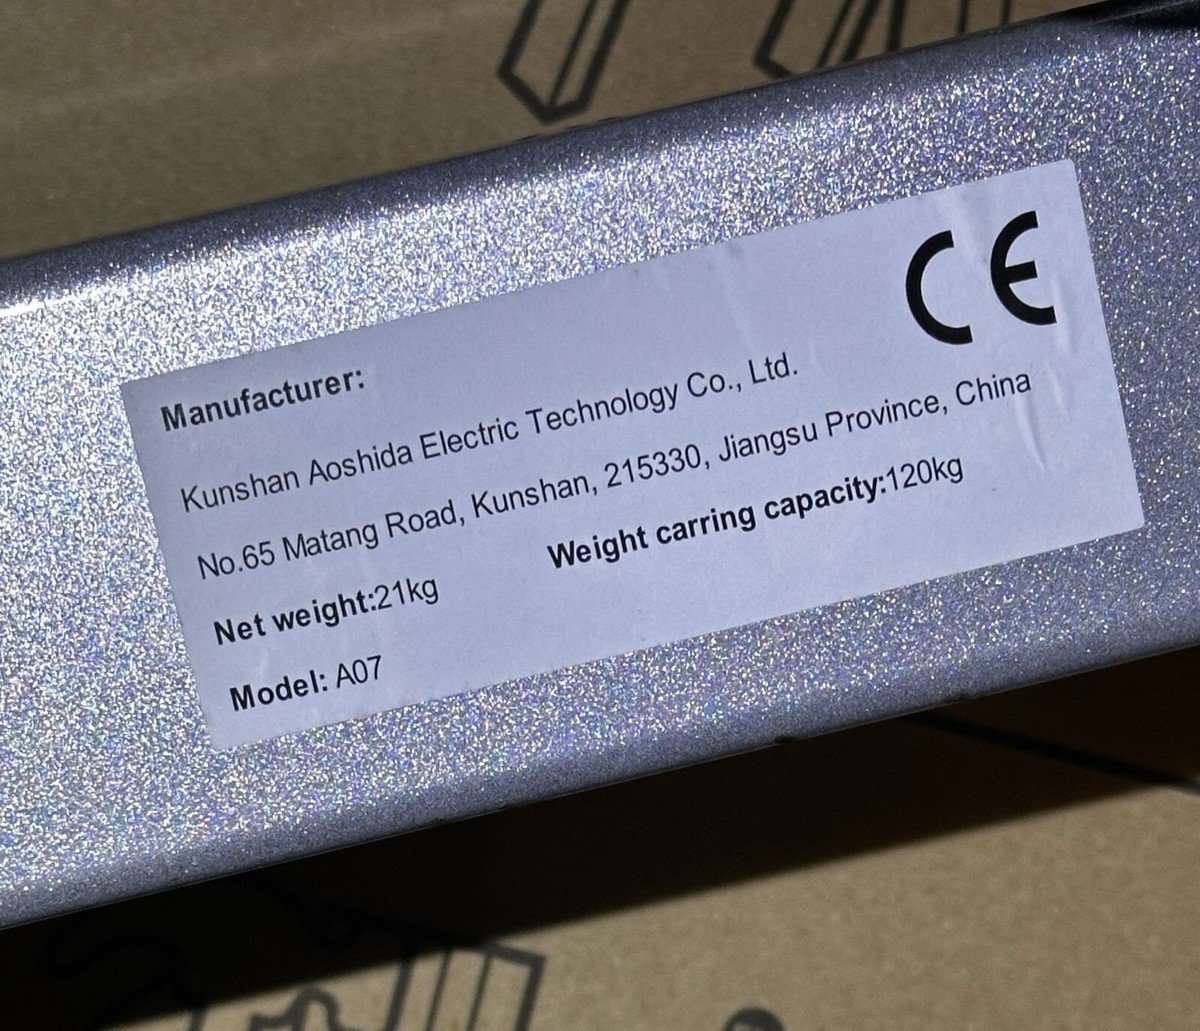 CE
Manufacturer:
Kunshan Aoshida Electric Technology Co., Ltd.
No.65 Matang Road, Kunshan, 215330, Jiangsu Province, China
Net weight:21kg Weight carring capacity:120kg
Model: A07